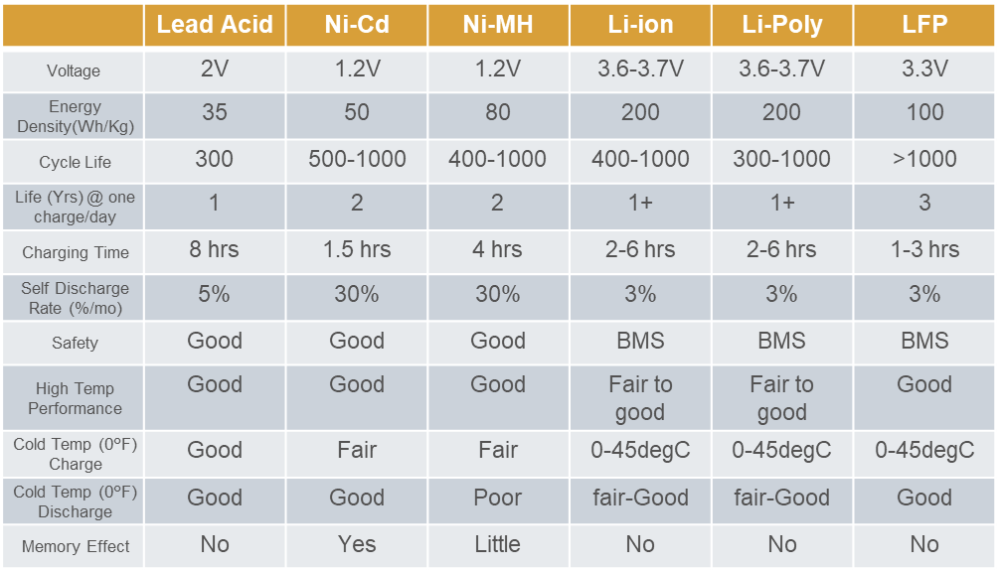 Lead Acid Ni-Cd Ni-MH Li-ion Li-Poly LFP
Voltage 2V 1.2V 1.2V 3.6-3.7V 3.6-3.7V 3.3V
Energy
Density(Wh/Kg) 35 50 80 200 200 100
Cycle Life 300 500-1000 400-1000 400-1000 300-1000 >1000
Life (Yrs) @ one
charge/day 1 2 2 1+ 1+ 3
Charging Time 8 hrs 1.5 hrs 4 hrs 2-6 hrs 2-6 hrs 1-3 hrs
Self Discharge
Rate (%/mo) 5% 30% 30% 3% 3% 3%
Safety Good Good Good BMS BMS BMS
High Temp
Performance Good Good Good Fair to
good Fair to
good Good
Cold Temp (0ºF)
Charge Good Fair Fair 0-45degC 0-45degC 0-45degC
Cold Temp (0ºF)
Discharge Good Good Poor fair-Good fair-Good Good
Memory Effect No Yes Little No No No